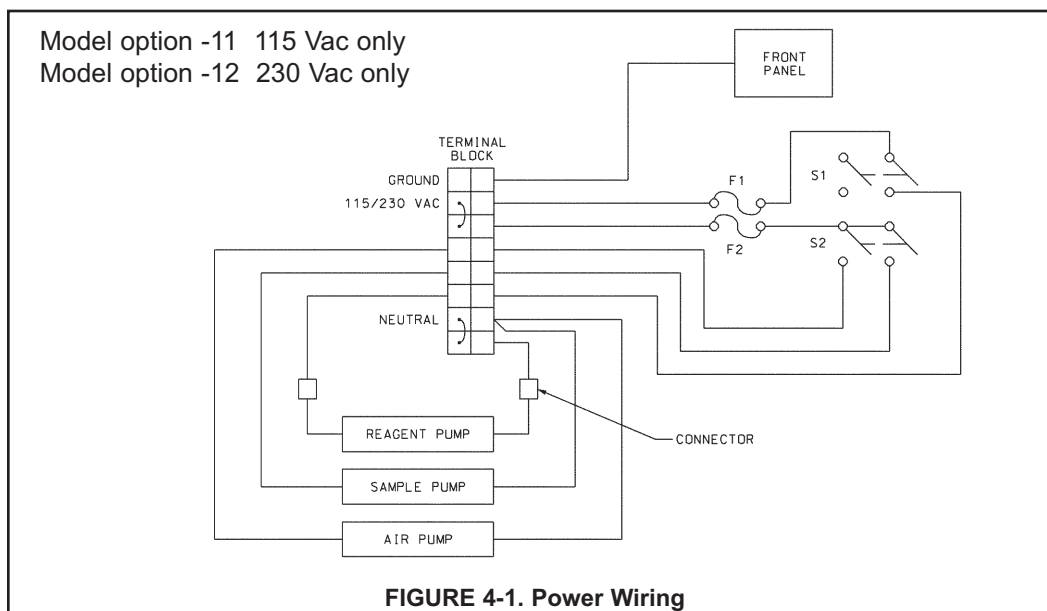 Model option -11 115 Vac only
Model option -12 230 Vac only
FRONT
PANEL
TERMINAL
BLOCK
GROUND
115/230 VAC
F1
S1
F2
S2
NEUTRAL
REAGENT PUMP
CONNECTOR
SAMPLE PUMP
AIR PUMP
FIGURE 4-1. Power Wiring